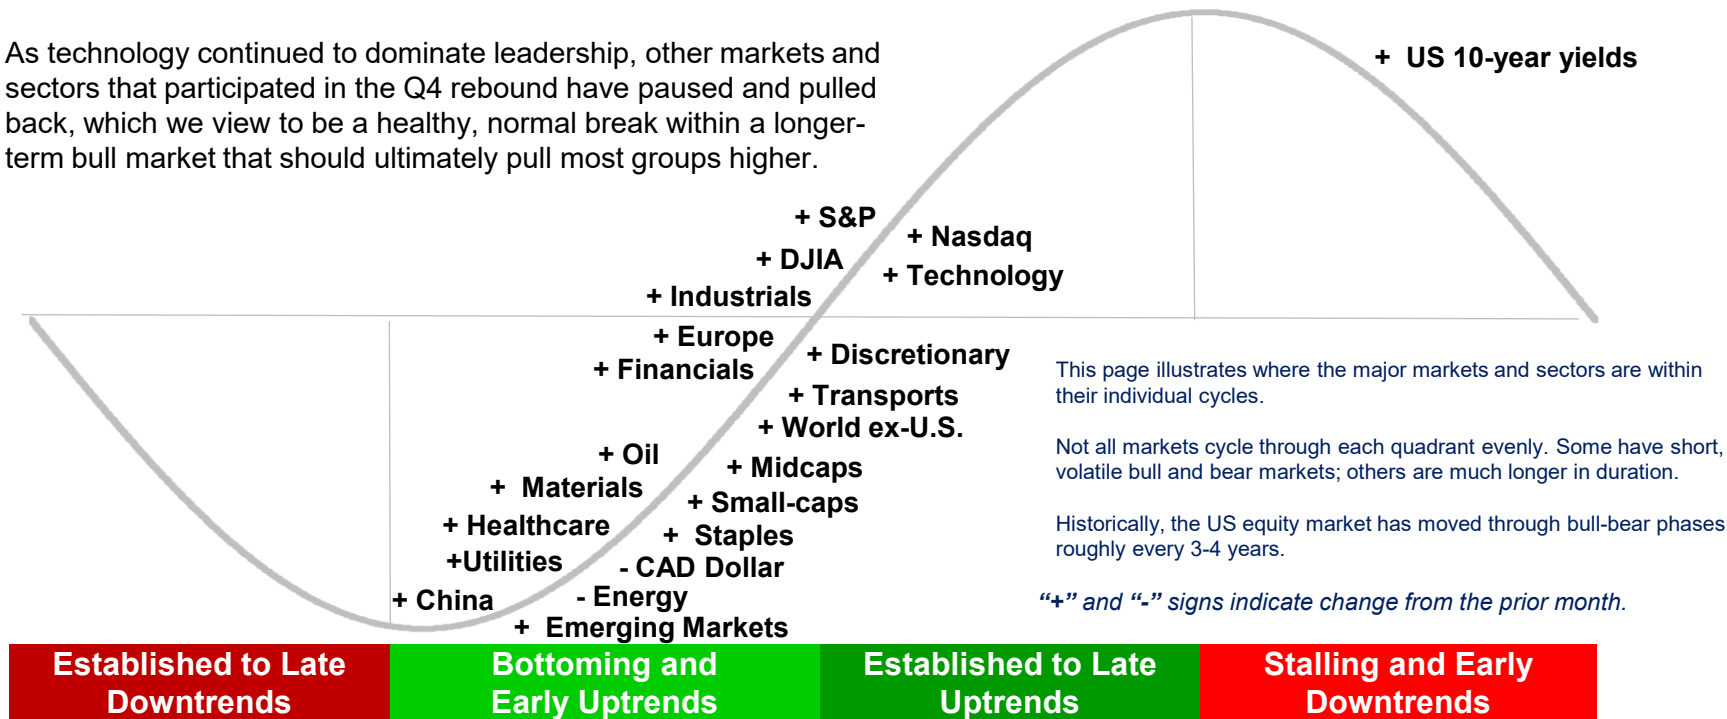 As technology continued to dominate leadership, other markets and
sectors that participated in the Q4 rebound have paused and pulled
back, which we view to be a healthy, normal break within a longer-
term bull market that should ultimately pull most groups higher.
+ US 10-year yields
+ S&P
+ Nasdaq
+ DJIA
+ Technology
+ Industrials
+ Europe
+ Discretionary
+ Financials
+ Transports
+ World ex-U.S.
+ Oil
+ Midcaps
+ Materials
+ Small-caps
+ Healthcare
+ Staples
+Utilities
- CAD Dollar
+ China
- Energy
+ Emerging Markets
This page illustrates where the major markets and sectors are within
their individual cycles.
Not all markets cycle through each quadrant evenly. Some have short,
volatile bull and bear markets; others are much longer in duration.
Historically, the US equity market has moved through bull-bear phases
roughly every 3-4 years.
“+” and “-” signs indicate change from the prior month.
Established to Late
Downtrends
Bottoming and
Early Uptrends
Established to Late
Uptrends
Stalling and Early
Downtrends